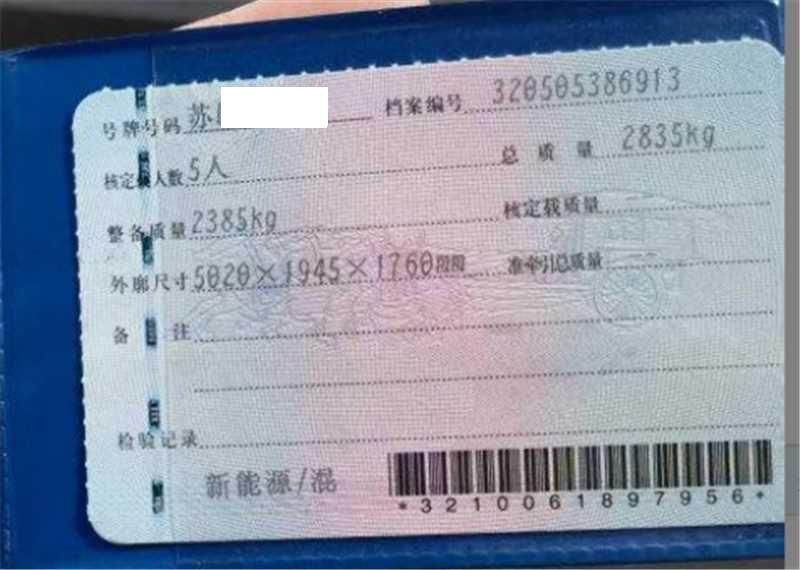 号牌号码 苏 档案编号 320505386913
核定载人数 5人 总质量 2835kg
整备质量 2385kg 核定载质量
外廓尺寸 5020×1945×1760 准牵引总质量
备注
检验记录
新能源/混
*3210061897956*